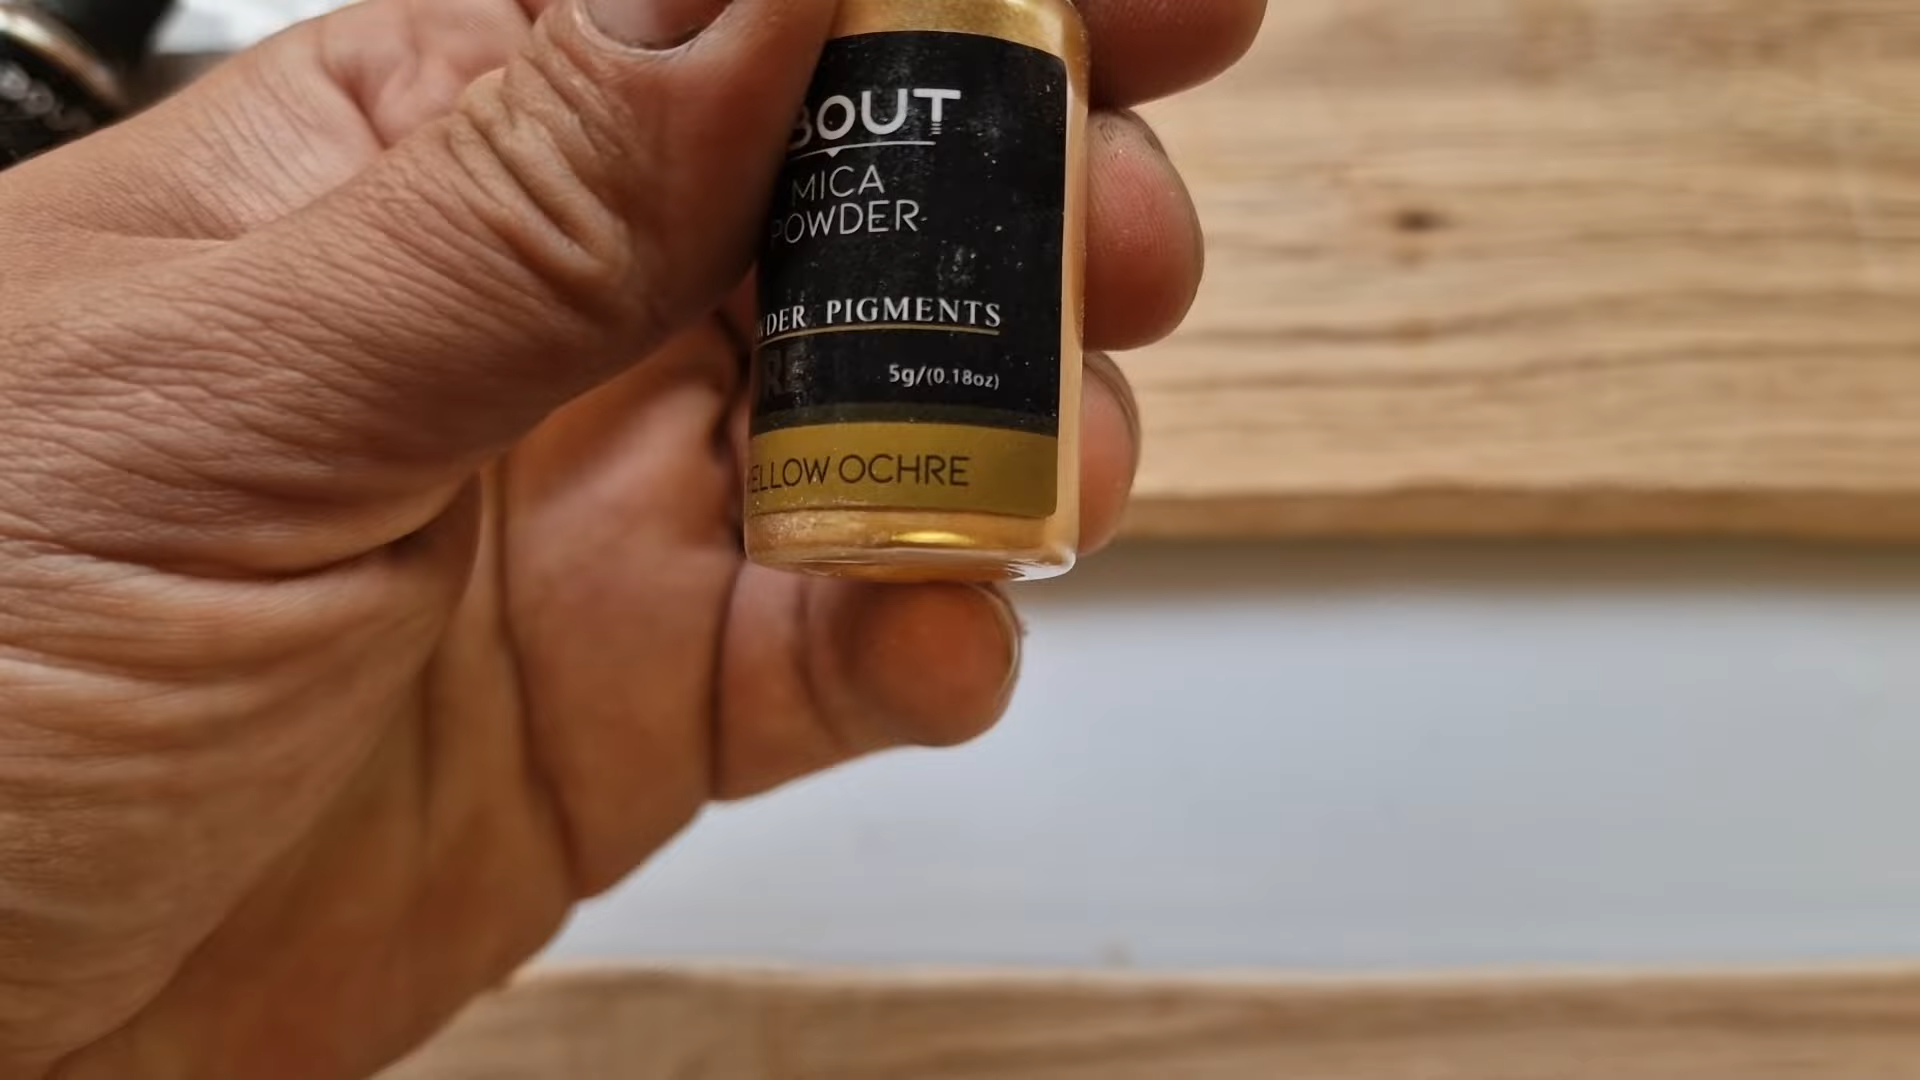 BOUT
MICA
POWDER
DER PIGMENTS
5g/(0.18oz)
ELLOW OCHRE